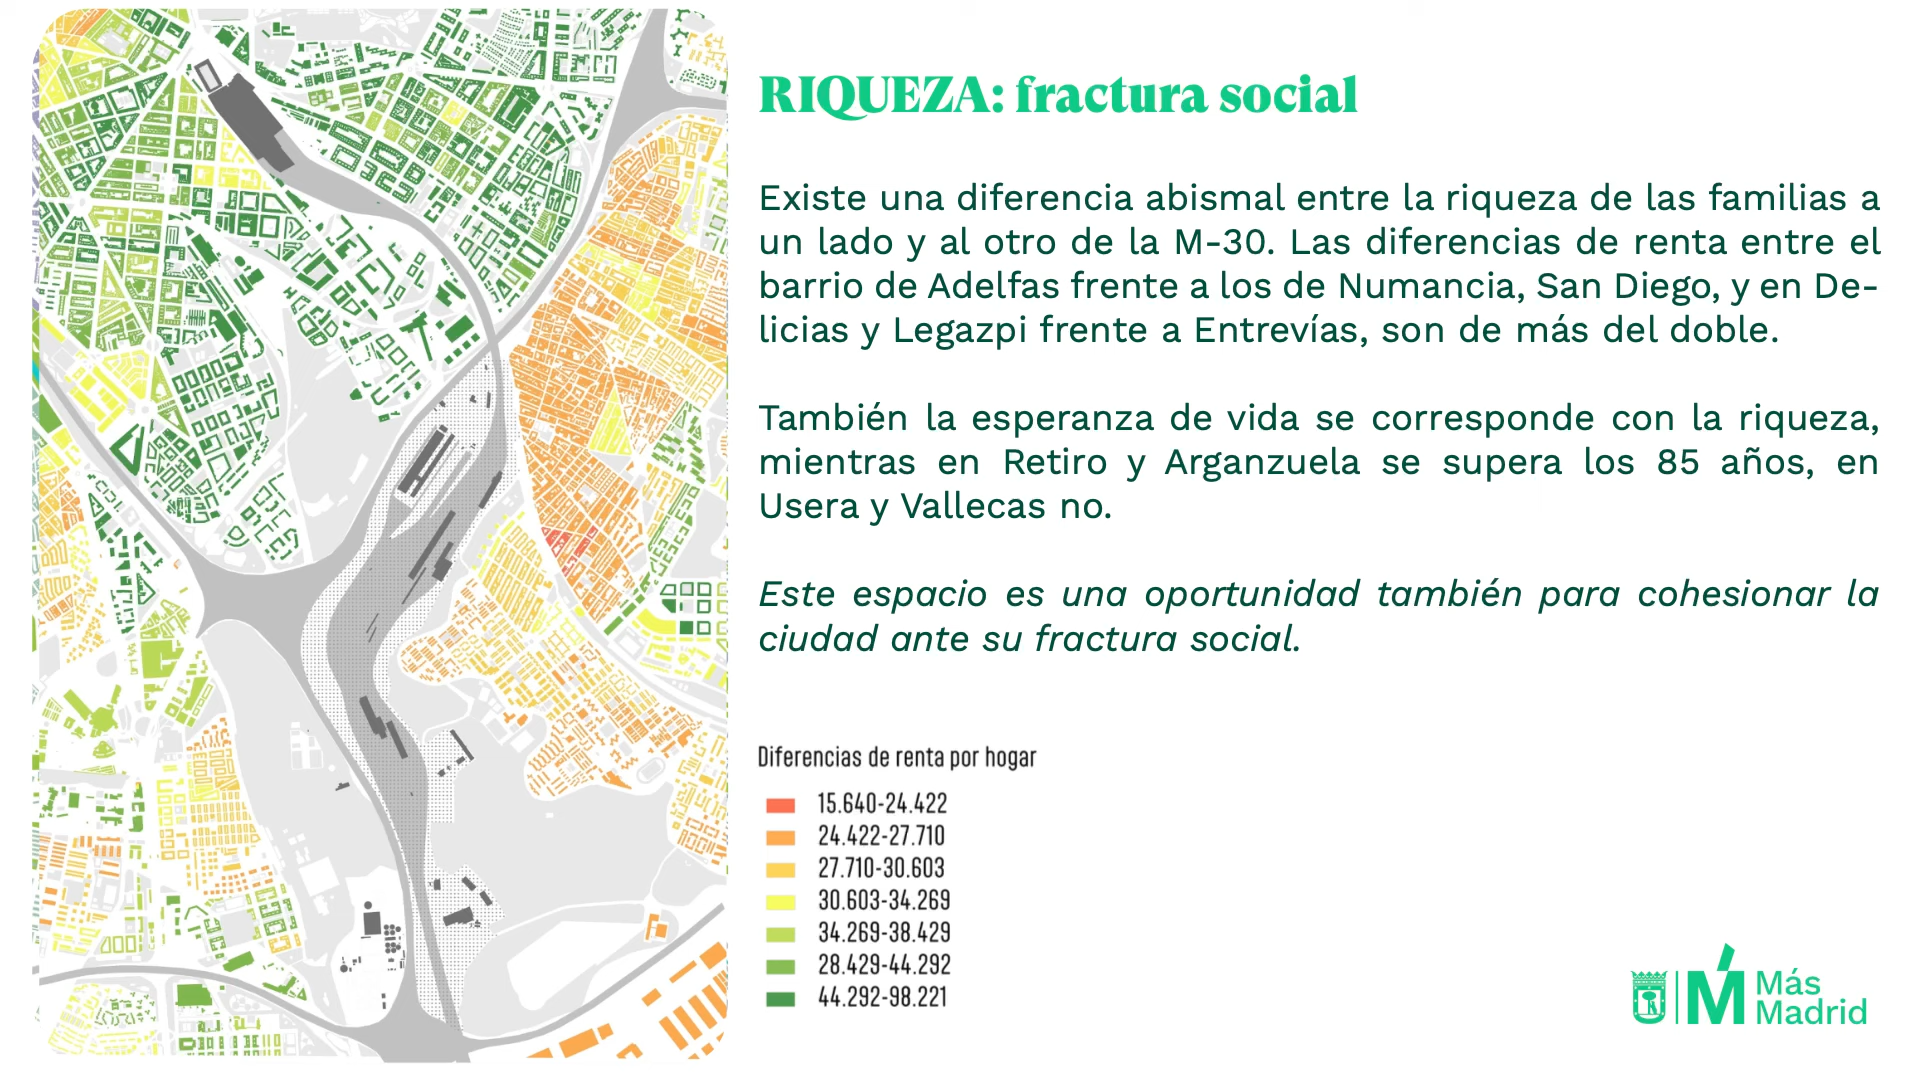 RIQUEZA: fractura social
Existe una diferencia abismal entre la riqueza de las familias a
un lado y al otro de la M-30. Las diferencias de renta entre el
barrio de Adelfas frente a los de Numancia, San Diego, y en De-
licias y Legazpi frente a Entrevías, son de más del doble.
También la esperanza de vida se corresponde con la riqueza,
mientras en Retiro y Arganzuela se supera los 85 años, en
Usera y Vallecas no.
Este espacio es una oportunidad también para cohesionar la
ciudad ante su fractura social.
Diferencias de renta por hogar
15.640-24.422
24.422-27.710
27.710-30.603
30.603-34.269
34.269-38.429
28.429-44.292
44.292-98.221
Ḿ Más
Madrid